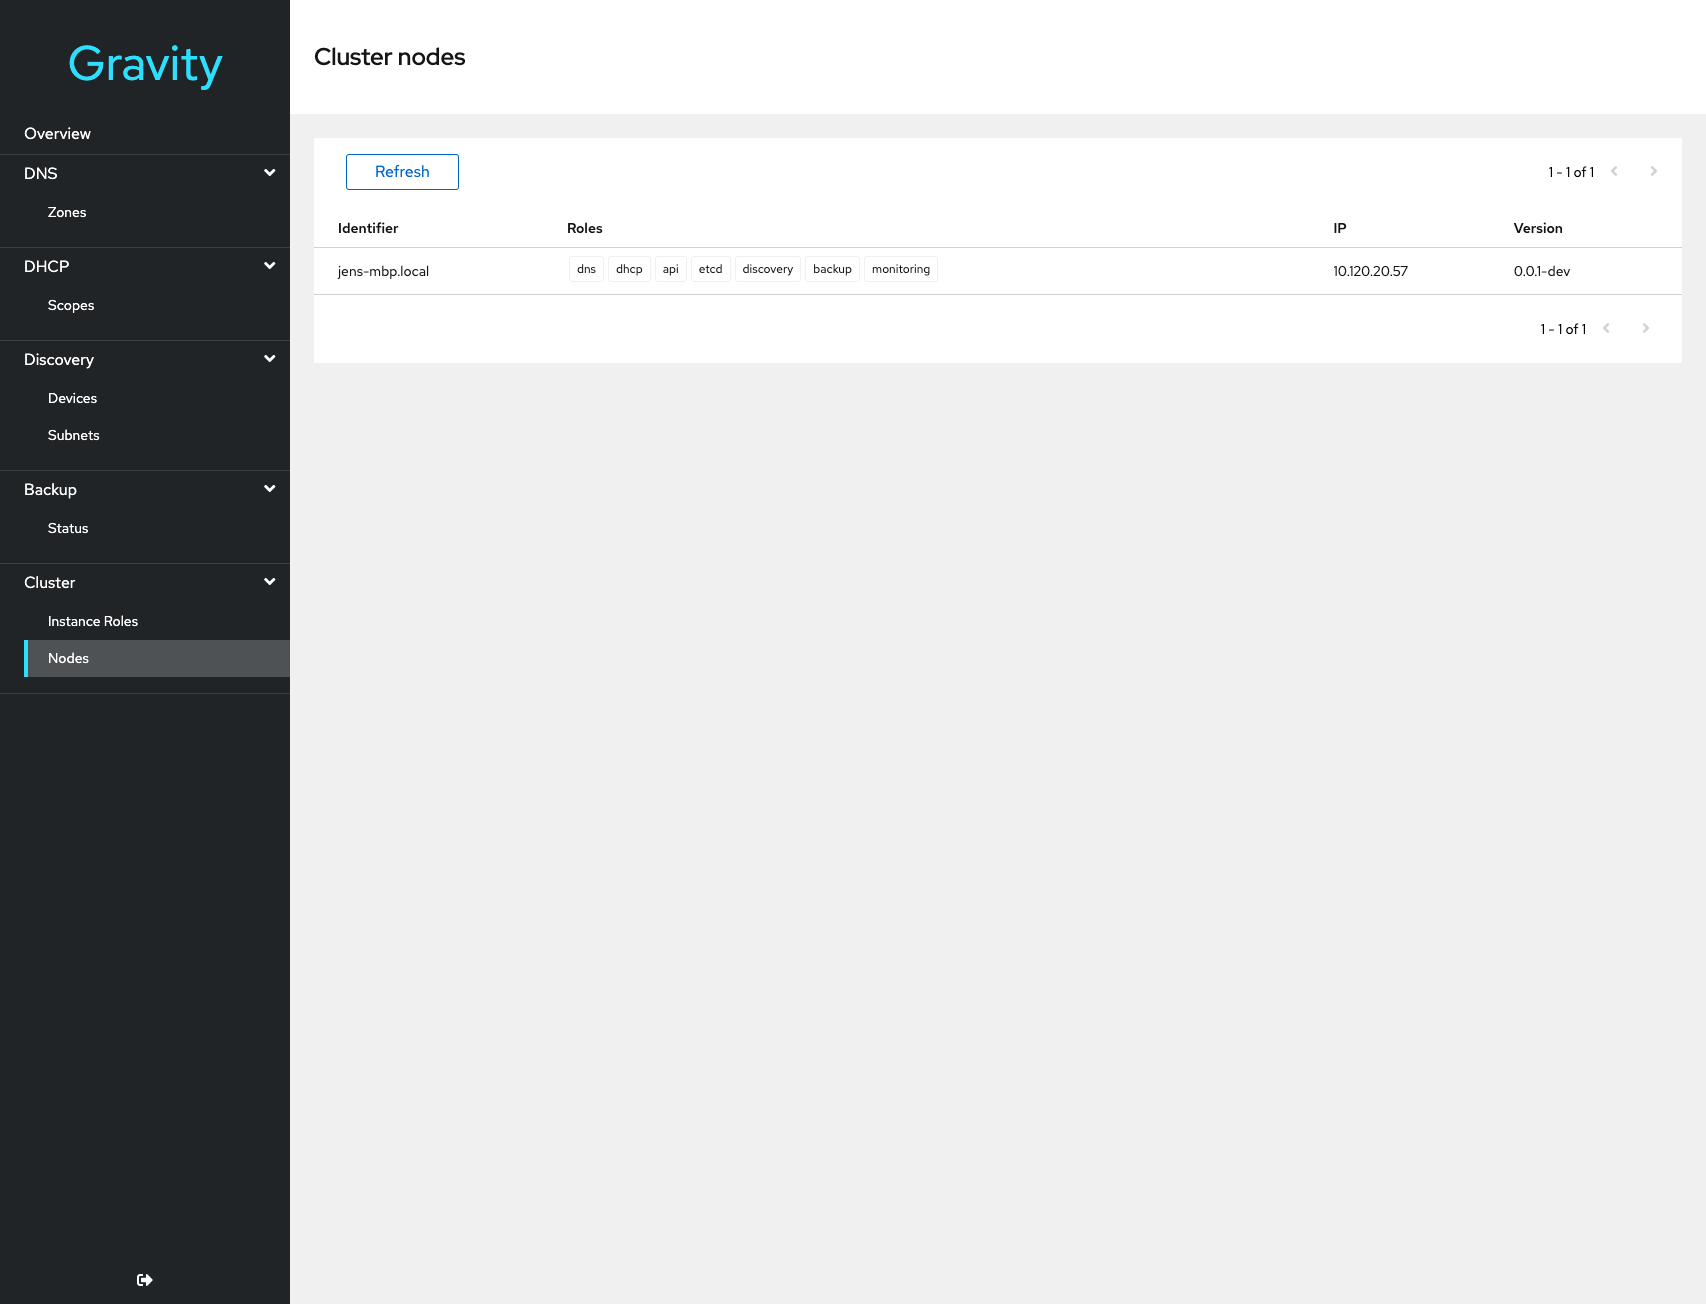 Gravity
Overview
DNS
Zones
DHCP
Scopes
Discovery
Devices
Subnets
Backup
Status
Cluster
Instance Roles
Nodes
Cluster nodes
Refresh
1 - 1 of 1
Identifier Roles IP Version
jens-mbp.local dns dhcp api etcd discovery backup monitoring 10.120.20.57 0.0.1-dev
1 - 1 of 1